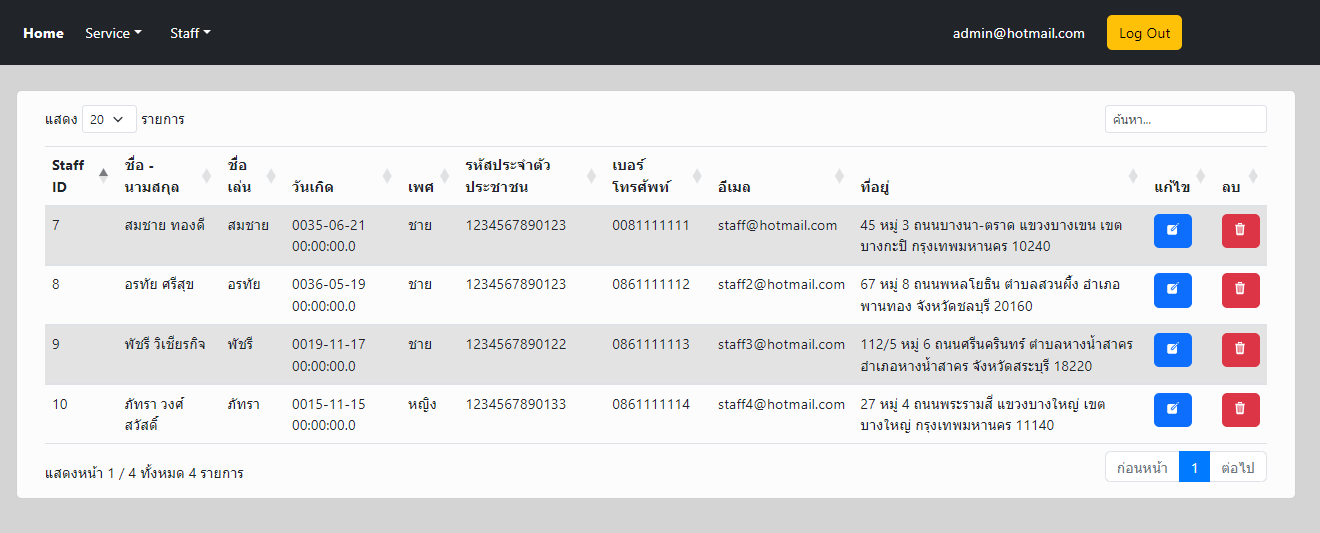 Home Service Staff admin@hotmail.com Log Out
แสดง 20 รายการ ค้นหา...
Staff ID ชื่อ - นามสกุล ชื่อเล่น วันเกิด เพศ รหัสประจำตัวประชาชน เบอร์โทรศัพท์ อีเมล ที่อยู่ แก้ไข ลบ
7 สมชาย ทองดี สมชาย 0035-06-21 ชาย 1234567890123 0081111111 staff@hotmail.com 45 หมู่ 3 ถนนบางนา-ตราด แขวงบางเขน เขต
00:00:00.0 บางกะปิ กรุงเทพมหานคร 10240
8 อรทัย ศรีสุข อรทัย 0036-05-19 ชาย 1234567890123 0861111112 staff2@hotmail.com 67 หมู่ 8 ถนนพหลโยธิน ตำบลสวนผึ้ง อำเภอ
00:00:00.0 พานทอง จังหวัดชลบุรี 20160
9 พัชรี วิเชียรกิจ พัชรี 0019-11-17 ชาย 1234567890122 0861111113 staff3@hotmail.com 112/5 หมู่ 6 ถนนศรีนครินทร์ ตำบลหางน้ำสาคร
00:00:00.0 อำเภอหางน้ำสาคร จังหวัดสระบุรี 18220
10 ภัทรา วงศ์ ภัทรา 0015-11-15 หญิง 1234567890133 0861111114 staff4@hotmail.com 27 หมู่ 4 ถนนพระรามสี่ แขวงบางใหญ่ เขต
สวัสดิ์ 00:00:00.0 บางใหญ่ กรุงเทพมหานคร 11140
แสดงหน้า 1 / 4 ทั้งหมด 4 รายการ ก่อนหน้า 1 ต่อไป